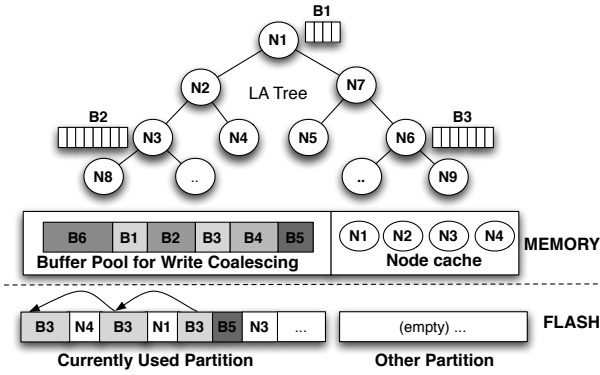 B1
N1
N2
LA Tree
N7
B2
B3
N3
N4
N5
N6
N8
..
..
N9
B6 B1 B2 B3 B4 B5
N1 N2 N3 N4
Buffer Pool for Write Coalescing
Node cache
MEMORY
B3 N4 B3 N1 B3 B5 N3 ...
(empty) ...
FLASH
Currently Used Partition
Other Partition